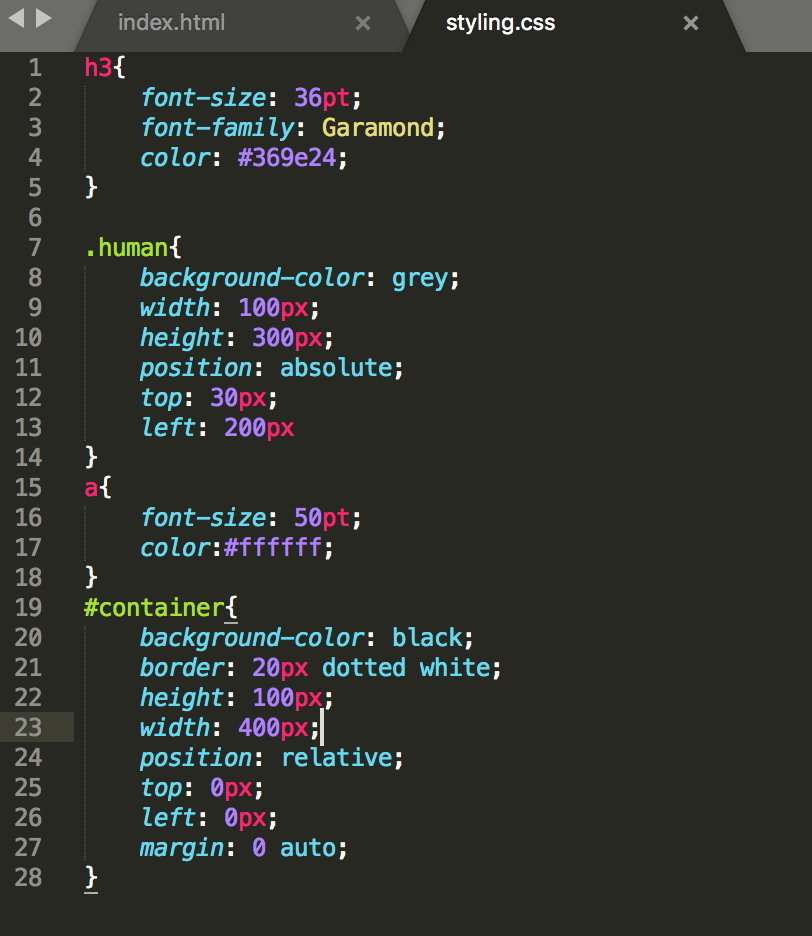 index.html × styling.css ×
1 h3{
2 font-size: 36pt;
3 font-family: Garamond;
4 color: #369e24;
5 }
6
7 .human{
8 background-color: grey;
9 width: 100px;
10 height: 300px;
11 position: absolute;
12 top: 30px;
13 left: 200px
14 }
15 a{
16 font-size: 50pt;
17 color:#ffffff;
18 }
19 #container{
20 background-color: black;
21 border: 20px dotted white;
22 height: 100px;
23 width: 400px;
24 position: relative;
25 top: 0px;
26 left: 0px;
27 margin: 0 auto;
28 }